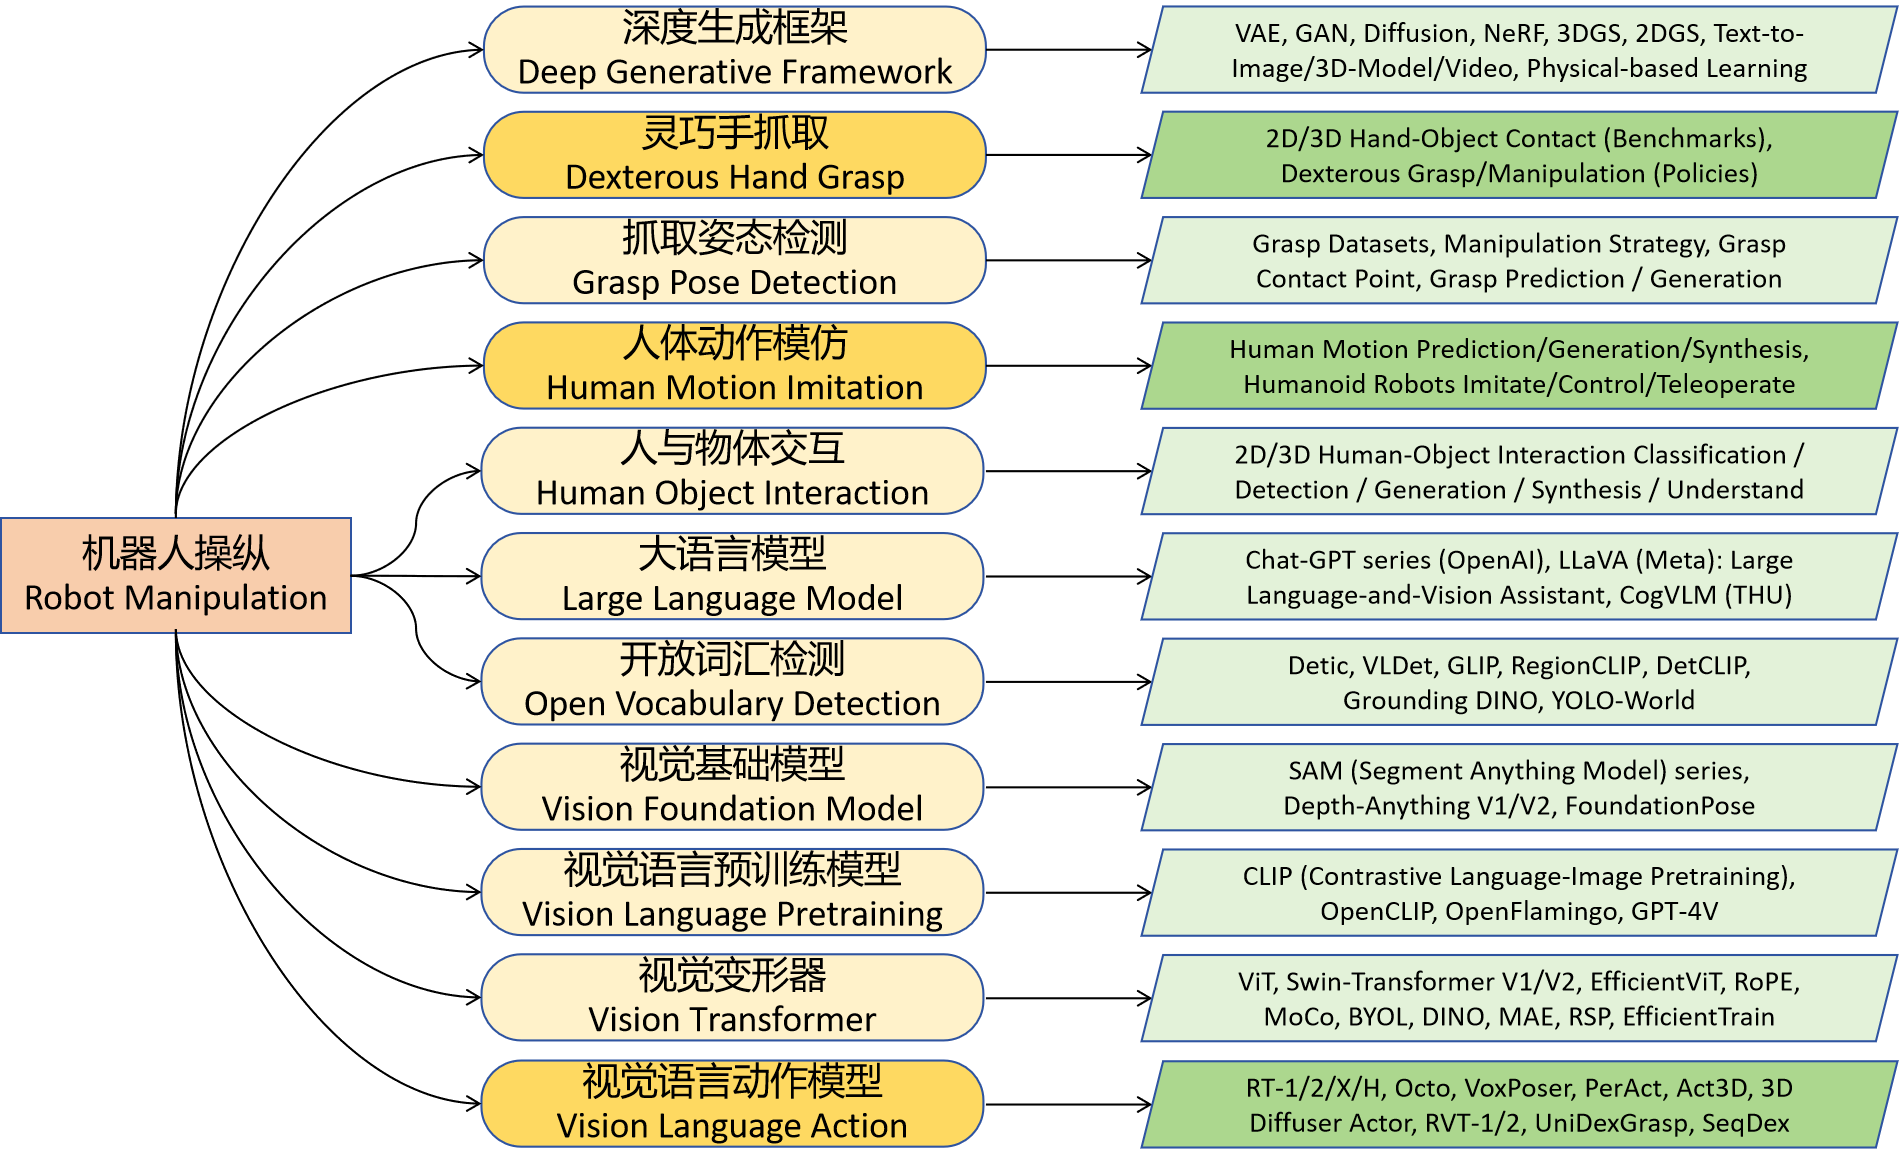 深度生成框架
Deep Generative Framework
VAE, GAN, Diffusion, NeRF, 3DGS, 2DGS, Text-to-
Image/3D-Model/Video, Physical-based Learning
灵巧手抓取
Dexterous Hand Grasp
2D/3D Hand-Object Contact (Benchmarks),
Dexterous Grasp/Manipulation (Policies)
抓取姿态检测
Grasp Pose Detection
Grasp Datasets, Manipulation Strategy, Grasp
Contact Point, Grasp Prediction / Generation
人体动作模仿
Human Motion Imitation
Human Motion Prediction/Generation/Synthesis,
Humanoid Robots Imitate/Control/Teleoperate
人与物体交互
Human Object Interaction
2D/3D Human-Object Interaction Classification /
Detection / Generation / Synthesis / Understand
机器人操纵
Robot Manipulation
大语言模型
Large Language Model
Chat-GPT series (OpenAI), LLaVA (Meta): Large
Language-and-Vision Assistant, CogVLM (THU)
开放词汇检测
Open Vocabulary Detection
Detic, VLDet, GLIP, RegionCLIP, DetCLIP,
Grounding DINO, YOLO-World
视觉基础模型
Vision Foundation Model
SAM (Segment Anything Model) series,
Depth-Anything V1/V2, FoundationPose
视觉语言预训练模型
Vision Language Pretraining
CLIP (Contrastive Language-Image Pretraining),
OpenCLIP, OpenFlamingo, GPT-4V
视觉变形器
Vision Transformer
ViT, Swin-Transformer V1/V2, EfficientViT, RoPE,
MoCo, BYOL, DINO, MAE, RSP, EfficientTrain
视觉语言动作模型
Vision Language Action
RT-1/2/X/H, Octo, VoxPoser, PerAct, Act3D, 3D
Diffuser Actor, RVT-1/2, UniDexGrasp, SeqDex